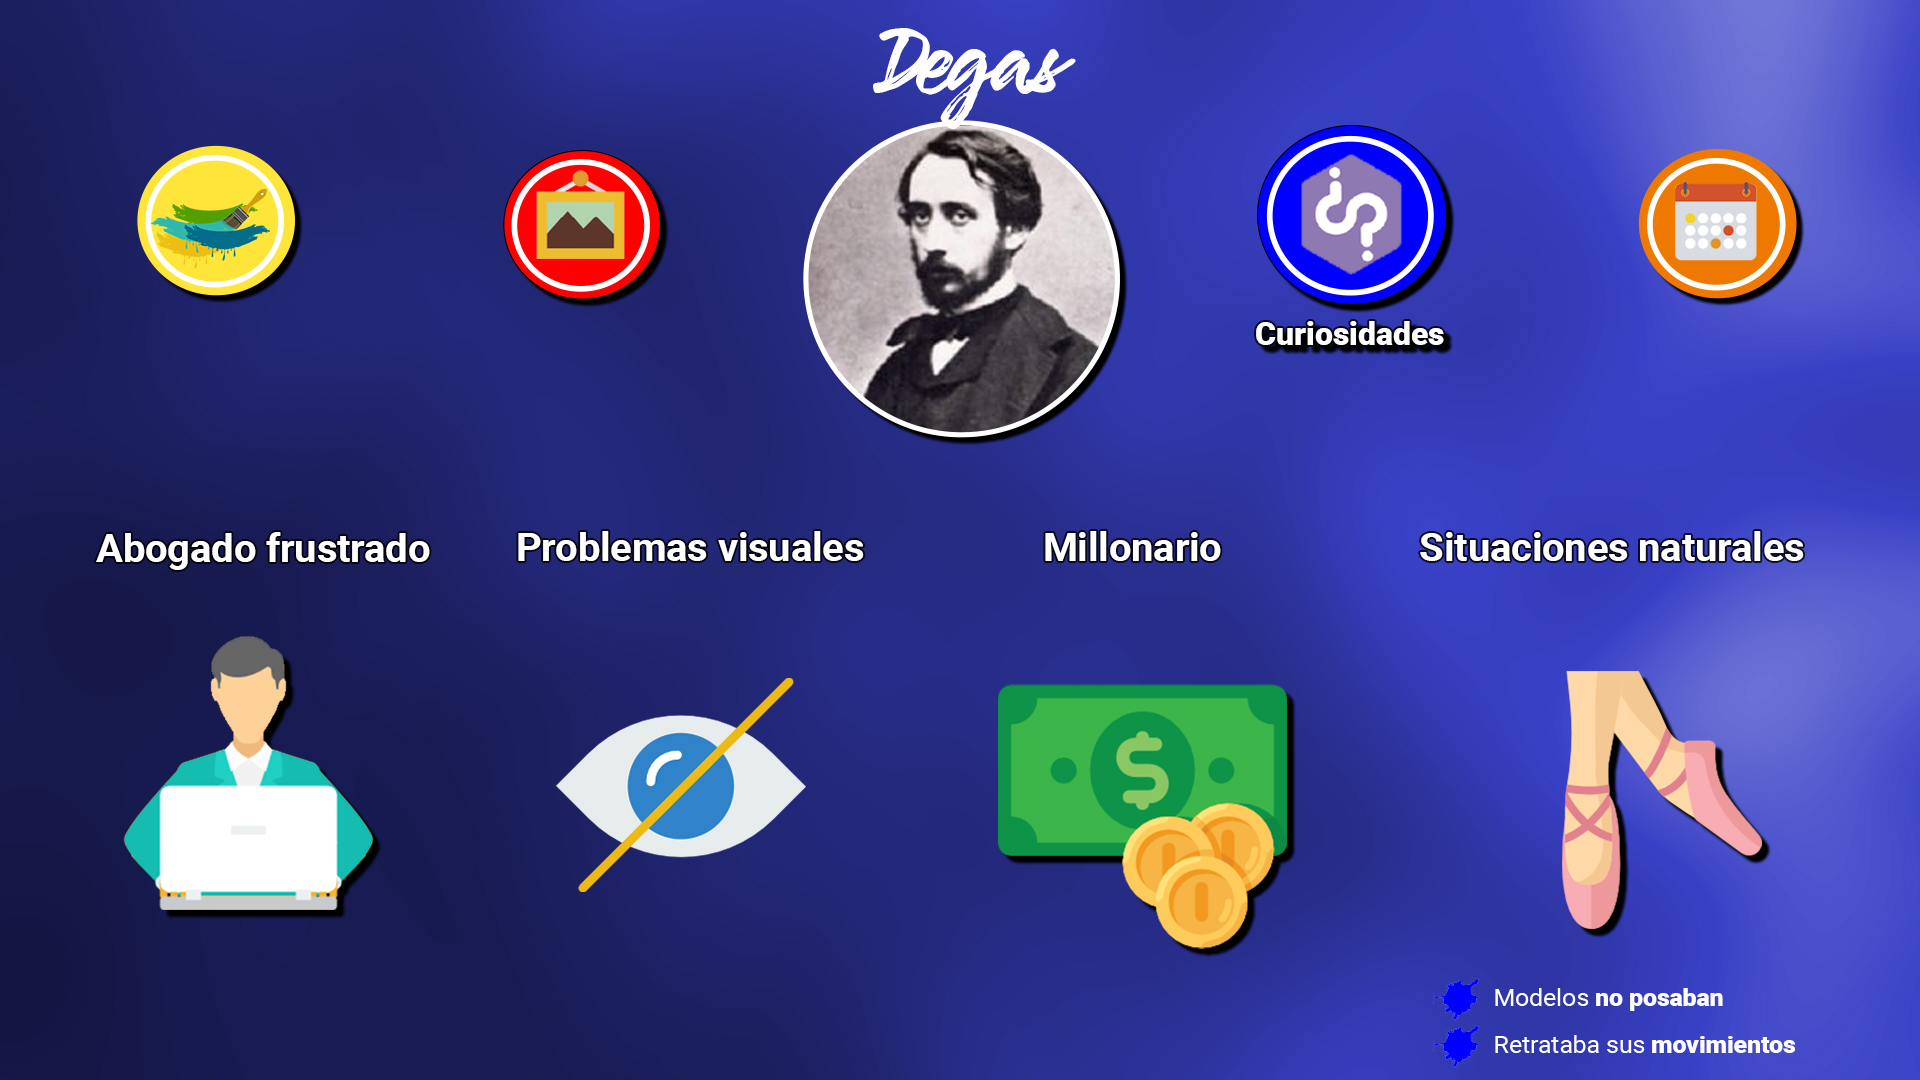 Degas
Curiosidades
Abogado frustrado
Problemas visuales
Millonario
Situaciones naturales
Modelos no posaban
Retrataba sus movimientos